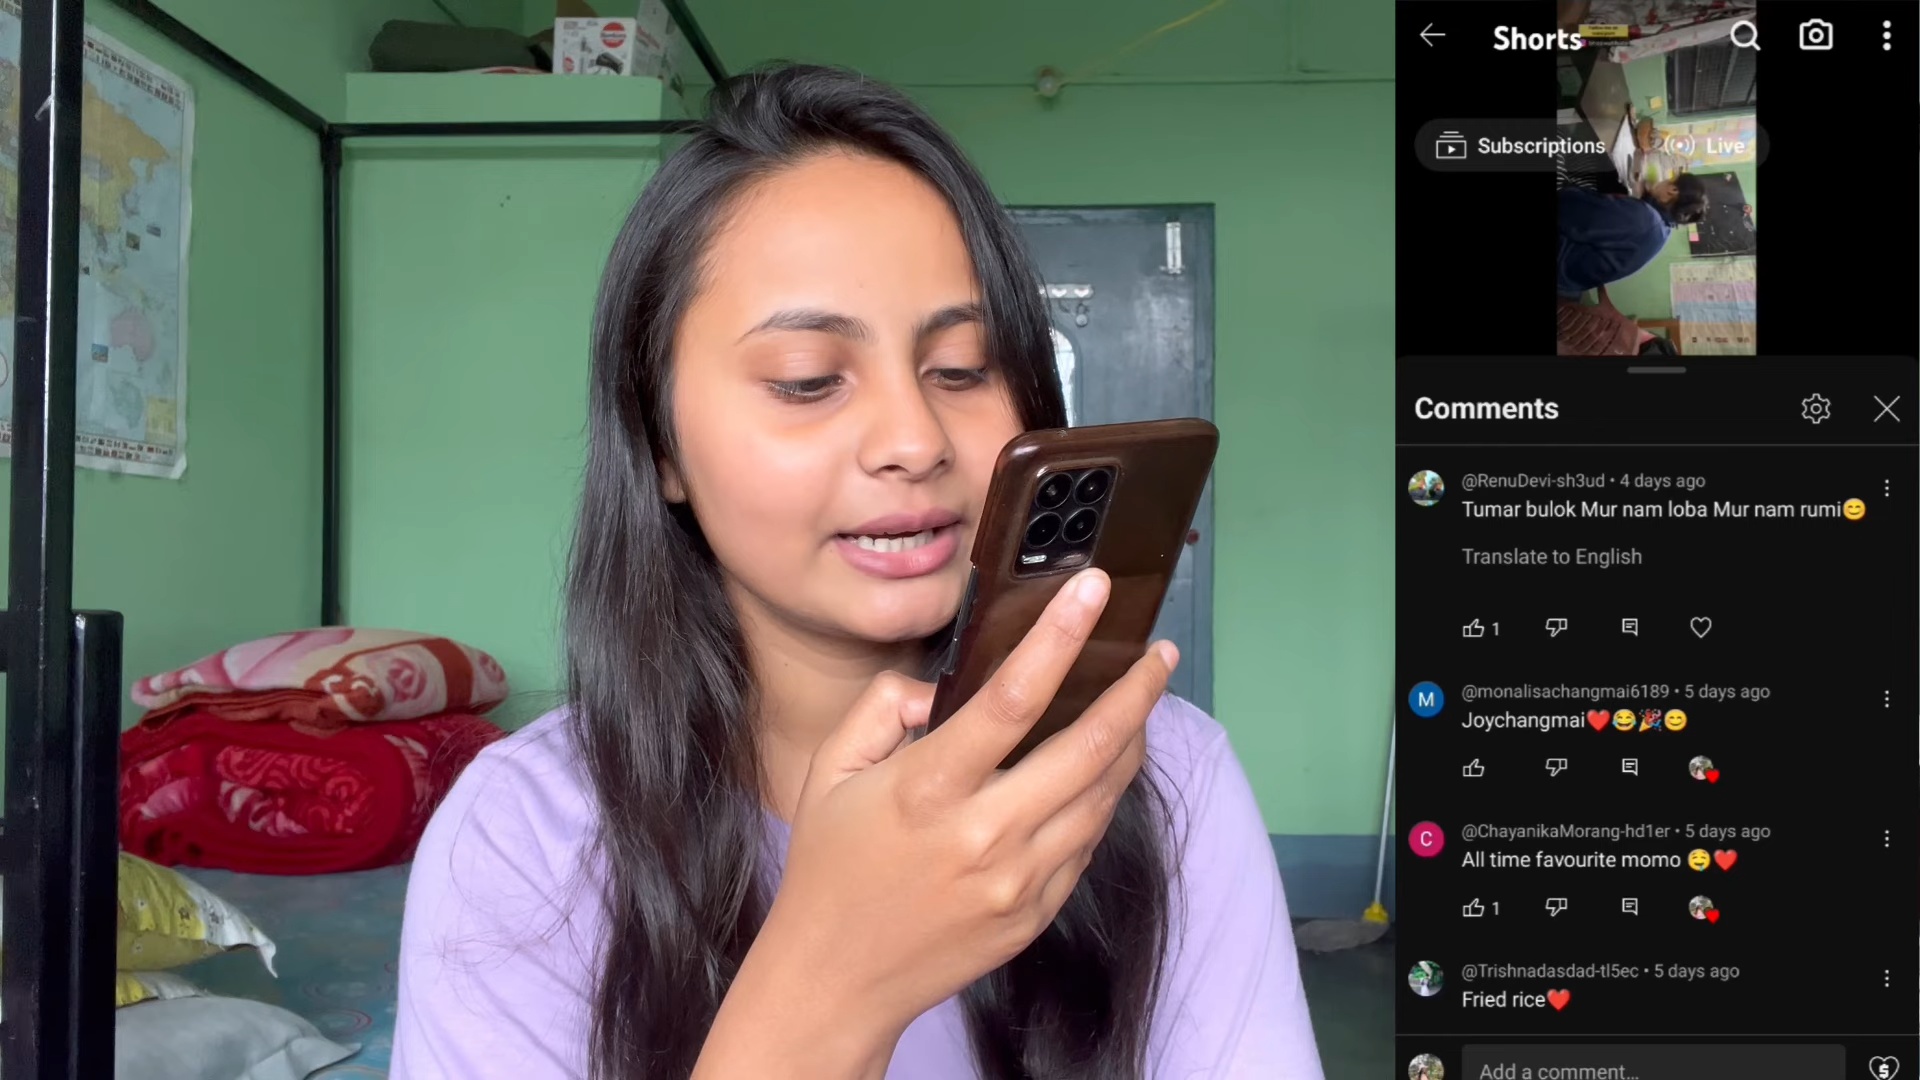 Shorts
Subscriptions
Live
Comments
@RenuDevi-sh3ud • 4 days ago
Tumar bulok Mur nam loba Mur nam rumi😊
Translate to English
1
M
@monalisachangmai6189 • 5 days ago
Joychangmai❤️😂🎉😊
C
@ChayanikaMorang-hd1er • 5 days ago
All time favourite momo 🤤❤️
1
@Trishnadasdad-tl5ec • 5 days ago
Fried rice❤️
Add a comment...